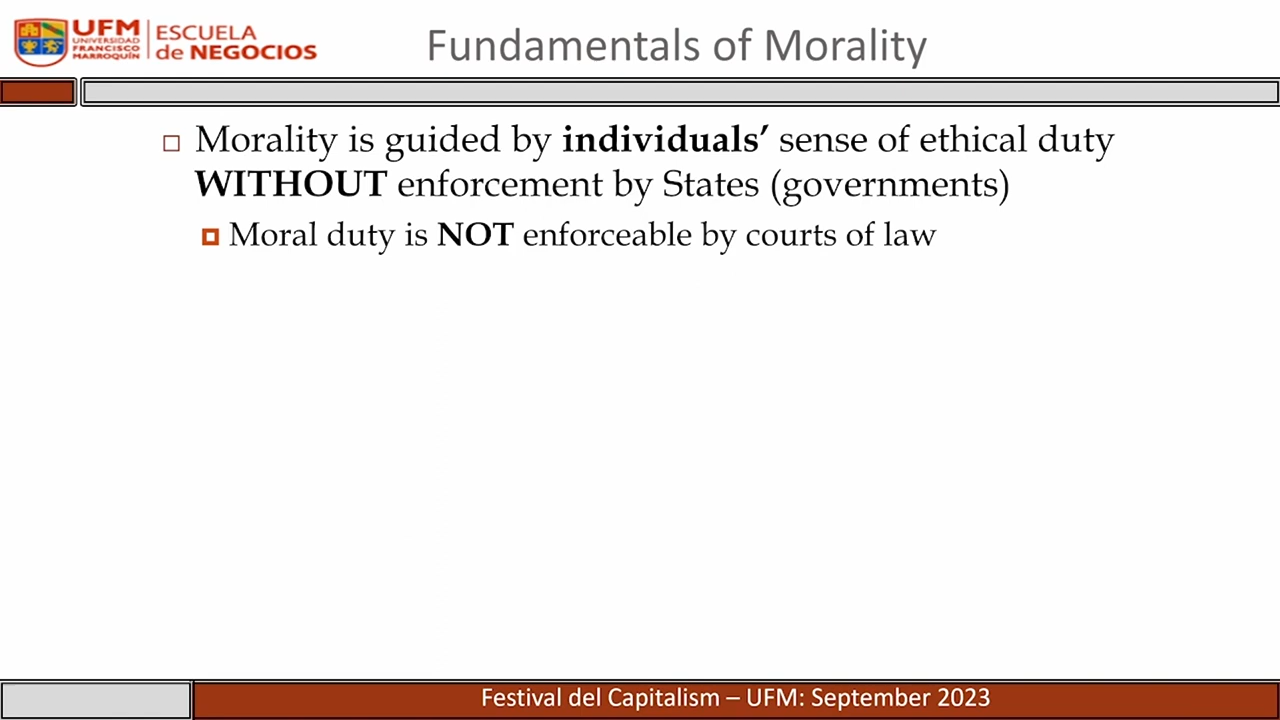 UFM
UNIVERSIDAD
FRANCISCO
MARROQUÍN
ESCUELA
de NEGOCIOS
Fundamentals of Morality
Morality is guided by individuals’ sense of ethical duty
WITHOUT enforcement by States (governments)
Moral duty is NOT enforceable by courts of law
Festival del Capitalism – UFM: September 2023